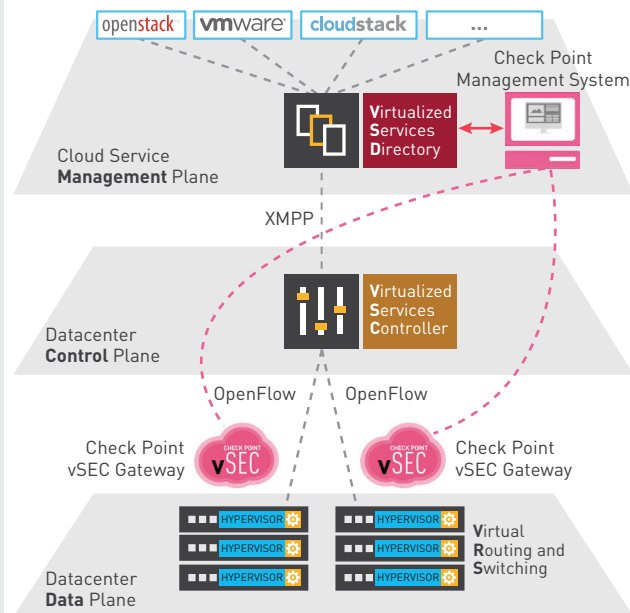 openstack
vmware
cloudstack
...
Check Point
Management System
Virtualized
Services
Directory
Cloud Service
Management Plane
XMPP
Virtualized
Services
Controller
Datacenter
Control Plane
OpenFlow
OpenFlow
Check Point
vSEC Gateway
CHECK POINT
vSEC
CHECK POINT
vSEC
Check Point
vSEC Gateway
HYPERVISOR
HYPERVISOR
HYPERVISOR
HYPERVISOR
HYPERVISOR
HYPERVISOR
Virtual
Routing and
Switching
Datacenter
Data Plane